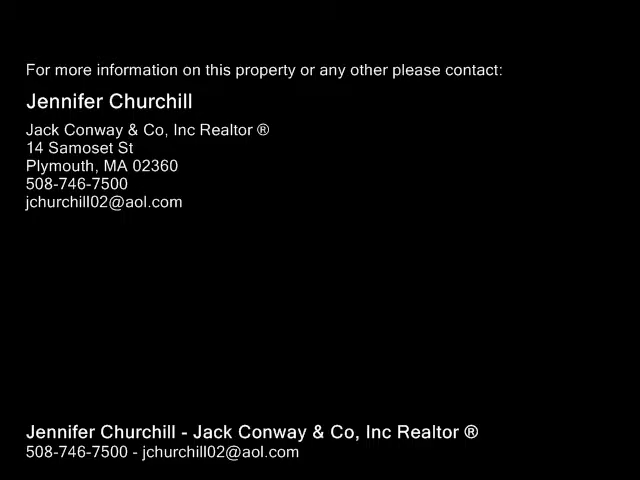 For more information on this property or any other please contact:
Jennifer Churchill
Jack Conway & Co, Inc Realtor ®
14 Samoset St
Plymouth, MA 02360
508-746-7500
jchurchill02@aol.com
Jennifer Churchill - Jack Conway & Co, Inc Realtor ®
508-746-7500 - jchurchill02@aol.com